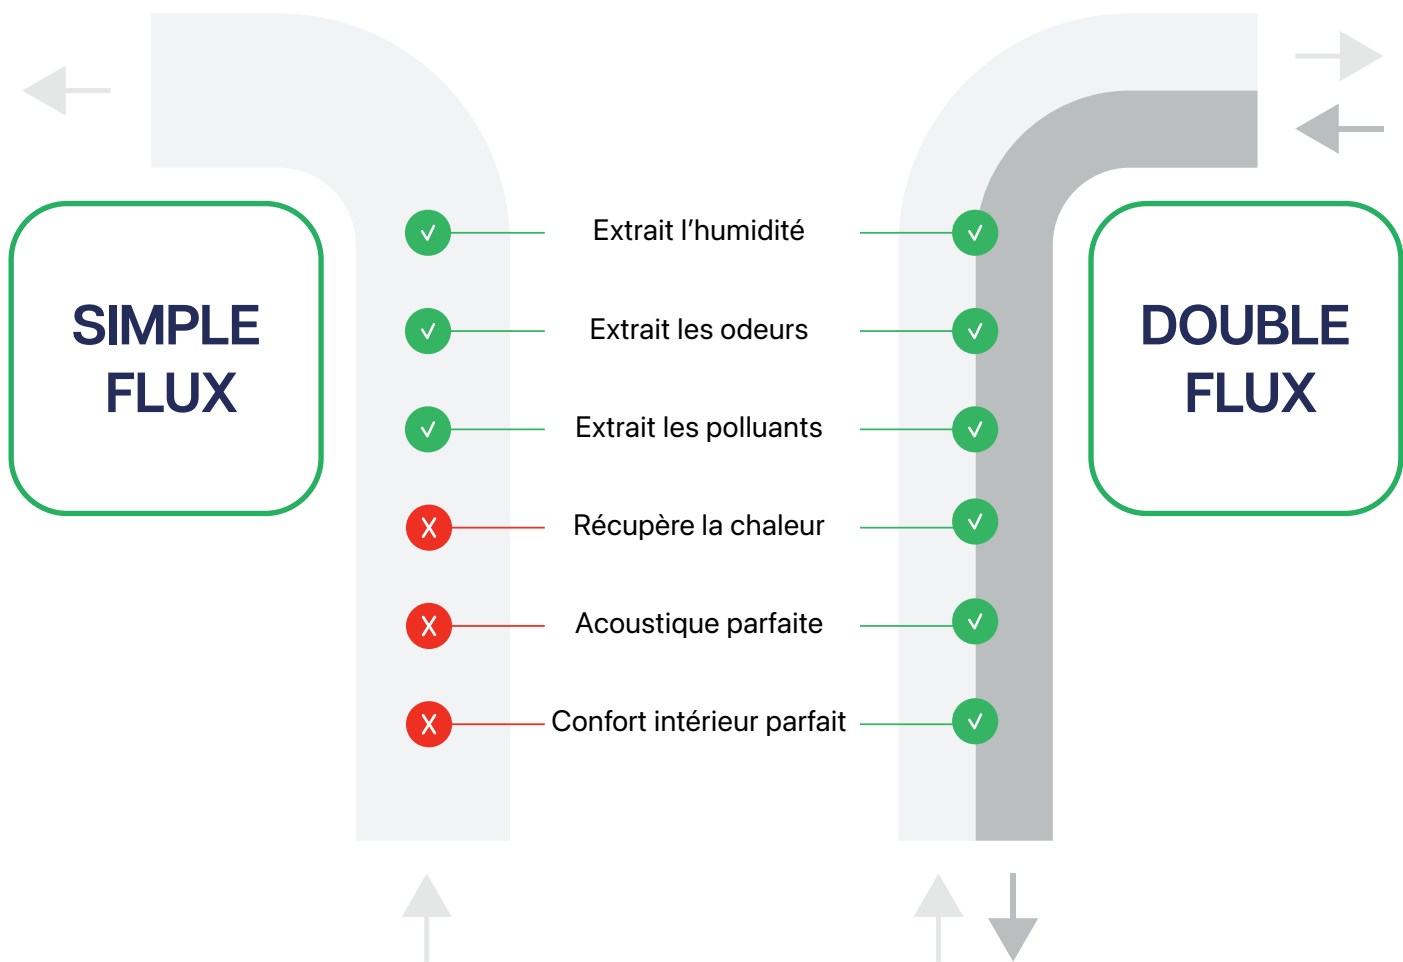 SIMPLE
FLUX
Extrait l’humidité
Extrait les odeurs
Extrait les polluants
Récupère la chaleur
Acoustique parfaite
Confort intérieur parfait
DOUBLE
FLUX